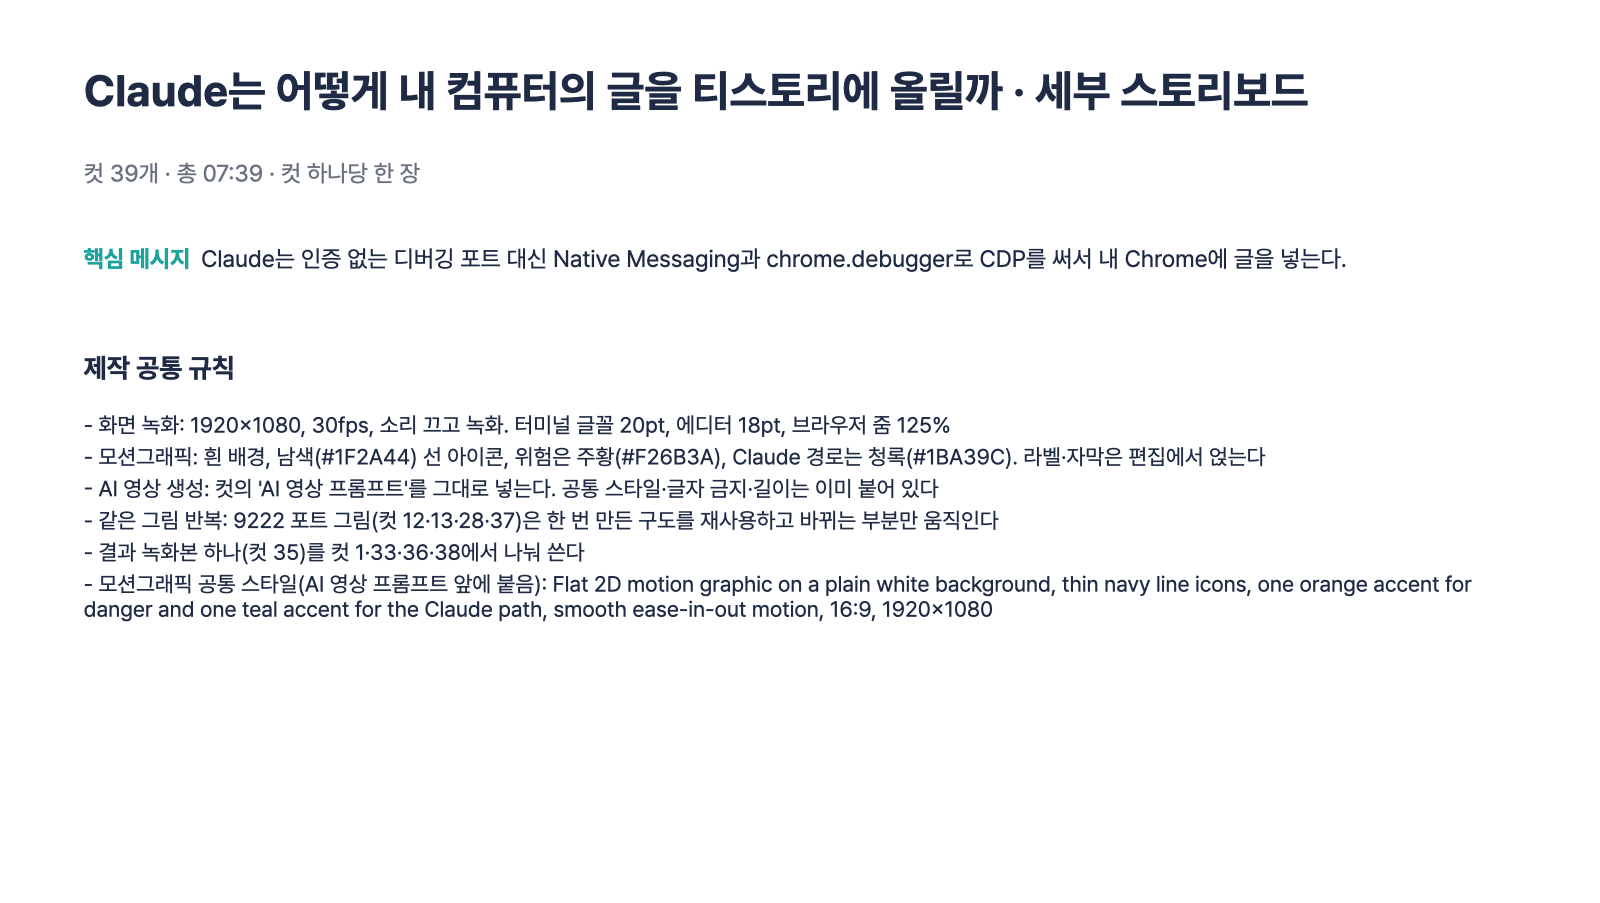 Claude는 어떻게 내 컴퓨터의 글을 티스토리에 올릴까 · 세부 스토리보드
컷 39개 · 총 07:39 · 컷 하나당 한 장
핵심 메시지 Claude는 인증 없는 디버깅 포트 대신 Native Messaging과 chrome.debugger로 CDP를 써서 내 Chrome에 글을 넣는다.
제작 공통 규칙
- 화면 녹화: 1920×1080, 30fps, 소리 끄고 녹화. 터미널 글꼴 20pt, 에디터 18pt, 브라우저 줌 125%
- 모션그래픽: 흰 배경, 남색(#1F2A44) 선 아이콘, 위험은 주황(#F26B3A), Claude 경로는 청록(#1BA39C). 라벨·자막은 편집에서 얹는다
- AI 영상 생성: 컷의 'AI 영상 프롬프트'를 그대로 넣는다. 공통 스타일·글자 금지·길이는 이미 붙어 있다
- 같은 그림 반복: 9222 포트 그림(컷 12·13·28·37)은 한 번 만든 구도를 재사용하고 바뀌는 부분만 움직인다
- 결과 녹화본 하나(컷 35)를 컷 1·33·36·38에서 나눠 쓴다
- 모션그래픽 공통 스타일(AI 영상 프롬프트 앞에 붙음): Flat 2D motion graphic on a plain white background, thin navy line icons, one orange accent for
danger and one teal accent for the Claude path, smooth ease-in-out motion, 16:9, 1920×1080